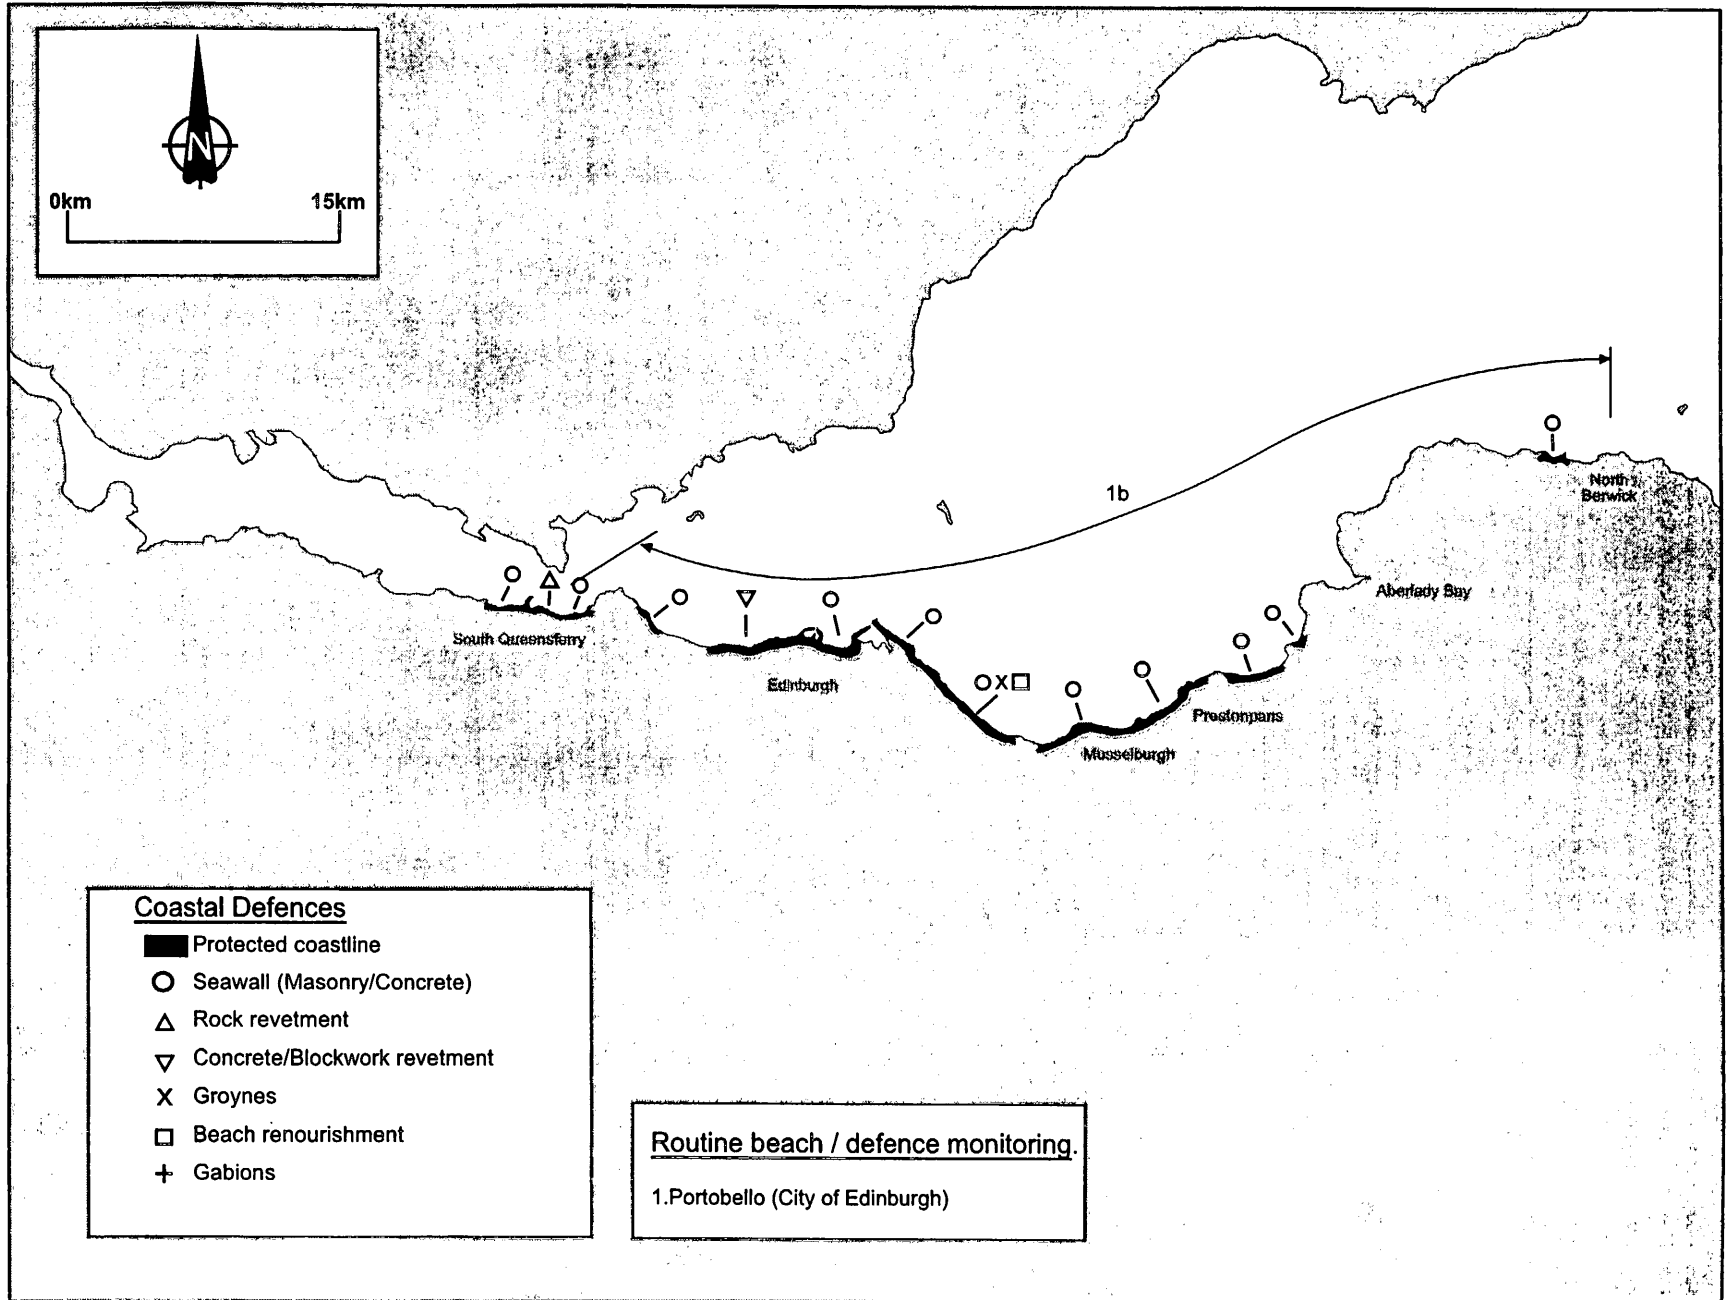 N
0km 15km
1b
North
Berwick
Aberlady Bay
South Queensferry
Edinburgh
Prestonpans
Musselburgh
Coastal Defences
Protected coastline
Seawall (Masonry/Concrete)
Rock revetment
Concrete/Blockwork revetment
X Groynes
Beach renourishment
+ Gabions
Routine beach / defence monitoring.
1.Portobello (City of Edinburgh)